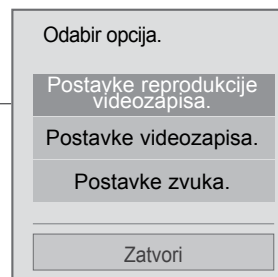 Odabir opcija.
Postavke reprodukcije
videozapisa.
Postavke videozapisa.
Postavke zvuka.
Zatvori